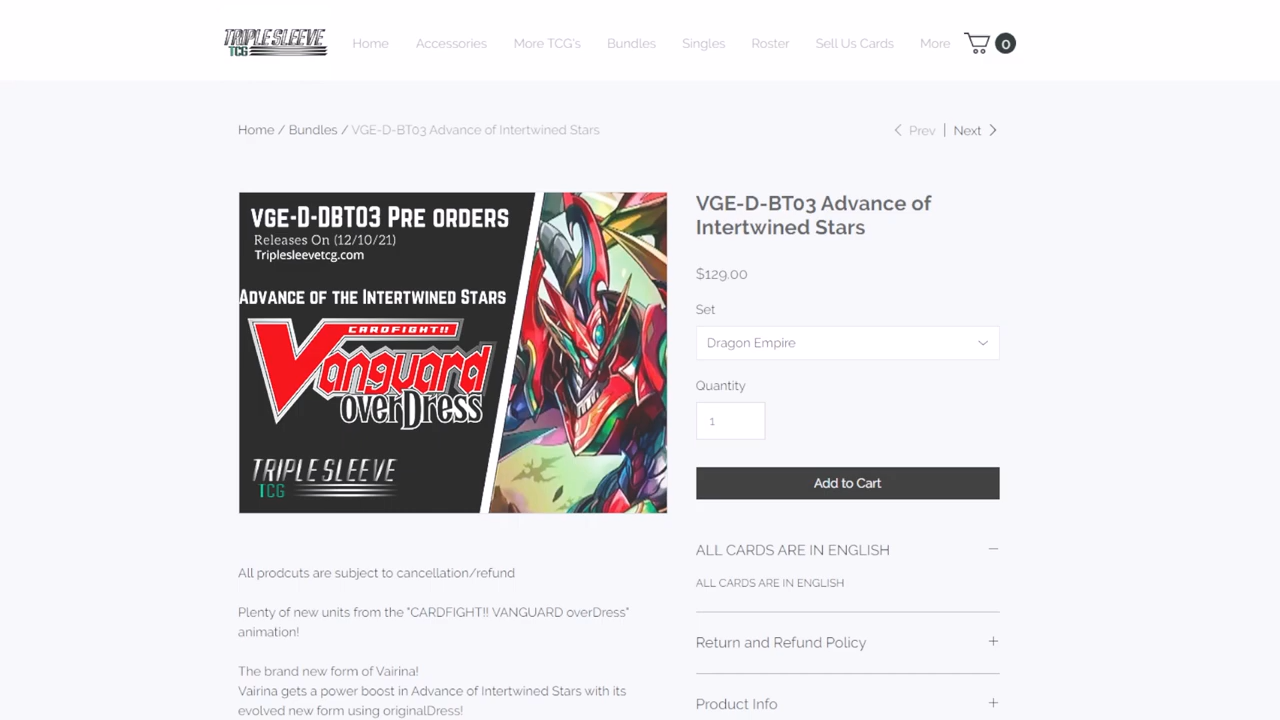 TRIPLE SLEEVE
TCG
Home
Accessories
More TCG's
Bundles
Singles
Roster
Sell Us Cards
More
0
Home / Bundles / VGE-D-BT03 Advance of Intertwined Stars
Prev | Next
VGE-D-DBT03 PRE ORDERS
Releases On (12/10/21)
Triplesleevetcg.com
ADVANCE OF THE INTERTWINED STARS
CARDFIGHT!!
Vanguard
overDress
TRIPLE SLEEVE
TCG
VGE-D-BT03 Advance of
Intertwined Stars
$129.00
Set
Dragon Empire
Quantity
1
Add to Cart
ALL CARDS ARE IN ENGLISH
ALL CARDS ARE IN ENGLISH
Return and Refund Policy
Product Info
All prodcuts are subject to cancellation/refund
Plenty of new units from the "CARDFIGHT!! VANGUARD overDress"
animation!
The brand new form of Vairina!
Vairina gets a power boost in Advance of Intertwined Stars with its
evolved new form using originalDress!